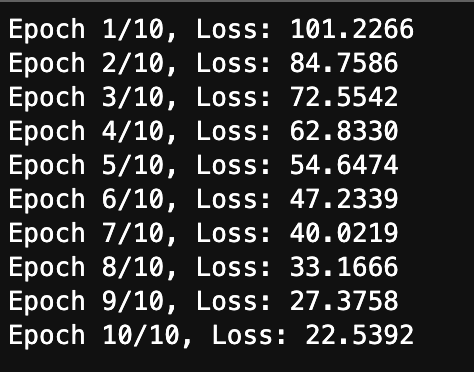 Epoch 1/10, Loss: 101.2266
Epoch 2/10, Loss: 84.7586
Epoch 3/10, Loss: 72.5542
Epoch 4/10, Loss: 62.8330
Epoch 5/10, Loss: 54.6474
Epoch 6/10, Loss: 47.2339
Epoch 7/10, Loss: 40.0219
Epoch 8/10, Loss: 33.1666
Epoch 9/10, Loss: 27.3758
Epoch 10/10, Loss: 22.5392